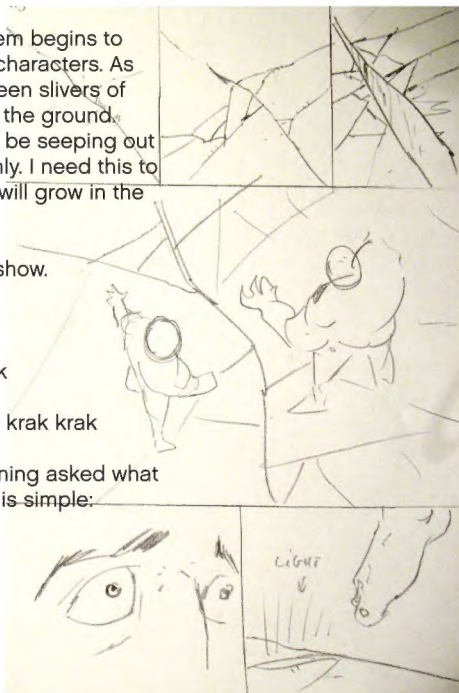 em begins to
characters. As
een slivers of
the ground.
be seeping out
nly. I need this to
will grow in the
show.
k
krak krak
ning asked what
is simple:
LIGHT